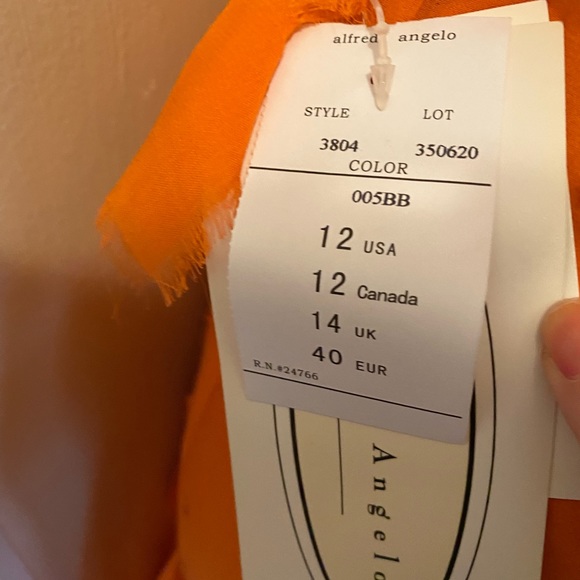 alfred angelo
STYLE LOT
3804 350620
COLOR
005BB
12 USA
12 Canada
14 UK
40 EUR
R.N.#24766
Angelo